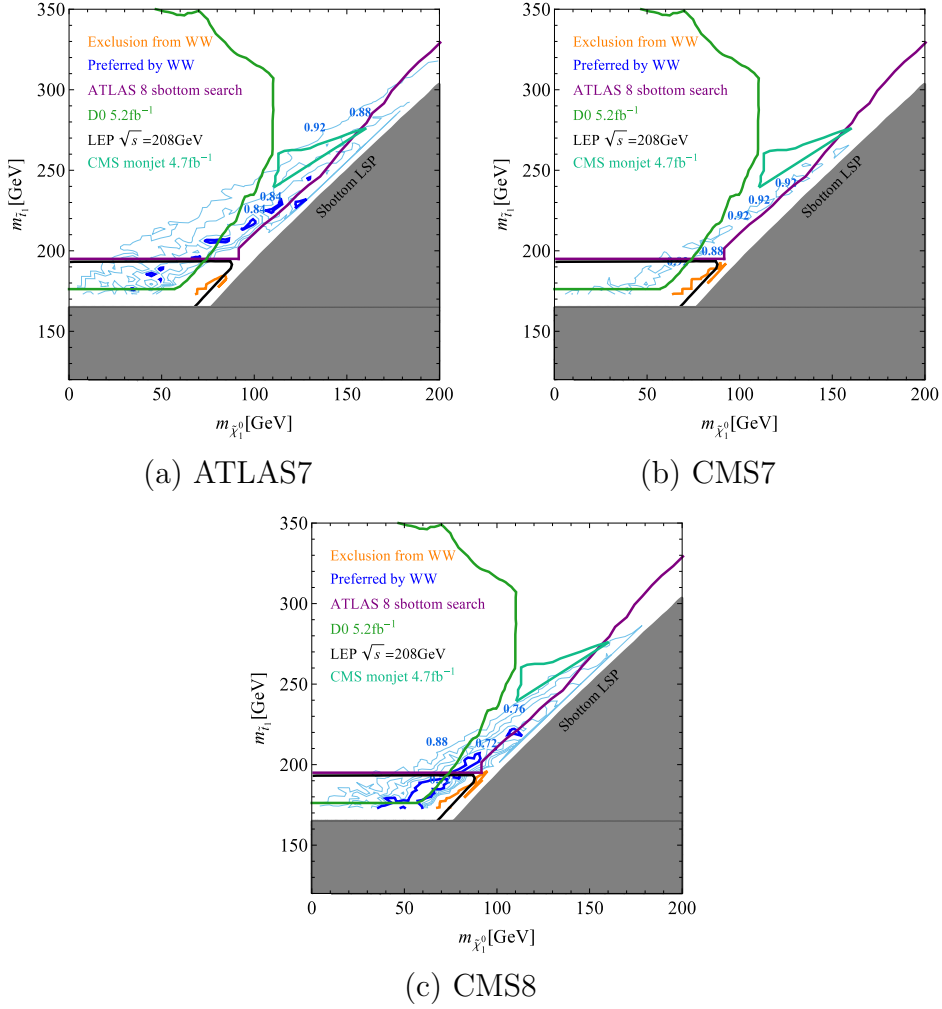 350
300
250
200
150
0
50
100
150
200
m_{\tilde{t}_1}[GeV]
m_{\tilde{\chi}_1^0}[GeV]
Exclusion from WW
Preferred by WW
ATLAS 8 sbottom search
D0 5.2fb⁻¹
LEP √s =208GeV
CMS monjet 4.7fb⁻¹
0.88
0.92
0.84
0.84
Sbottom LSP
(a) ATLAS7
350
300
250
200
150
0
50
100
150
200
m_{\tilde{t}_1}[GeV]
m_{\tilde{\chi}_1^0}[GeV]
Exclusion from WW
Preferred by WW
ATLAS 8 sbottom search
D0 5.2fb⁻¹
LEP √s =208GeV
CMS monjet 4.7fb⁻¹
0.92
0.92
0.92
0.88
Sbottom LSP
(b) CMS7
350
300
250
200
150
0
50
100
150
200
m_{\tilde{t}_1}[GeV]
m_{\tilde{\chi}_1^0}[GeV]
Exclusion from WW
Preferred by WW
ATLAS 8 sbottom search
D0 5.2fb⁻¹
LEP √s =208GeV
CMS monjet 4.7fb⁻¹
0.76
0.88
0.72
Sbottom LSP
(c) CMS8